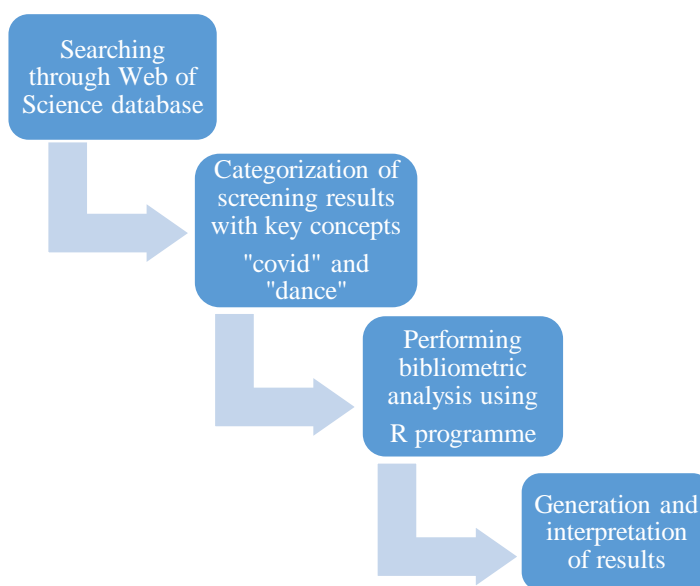 Searching
through Web of
Science database
Categorization of
screening results
with key concepts
"covid" and
"dance"
Performing
bibliometric
analysis using
R programme
Generation and
interpretation
of results